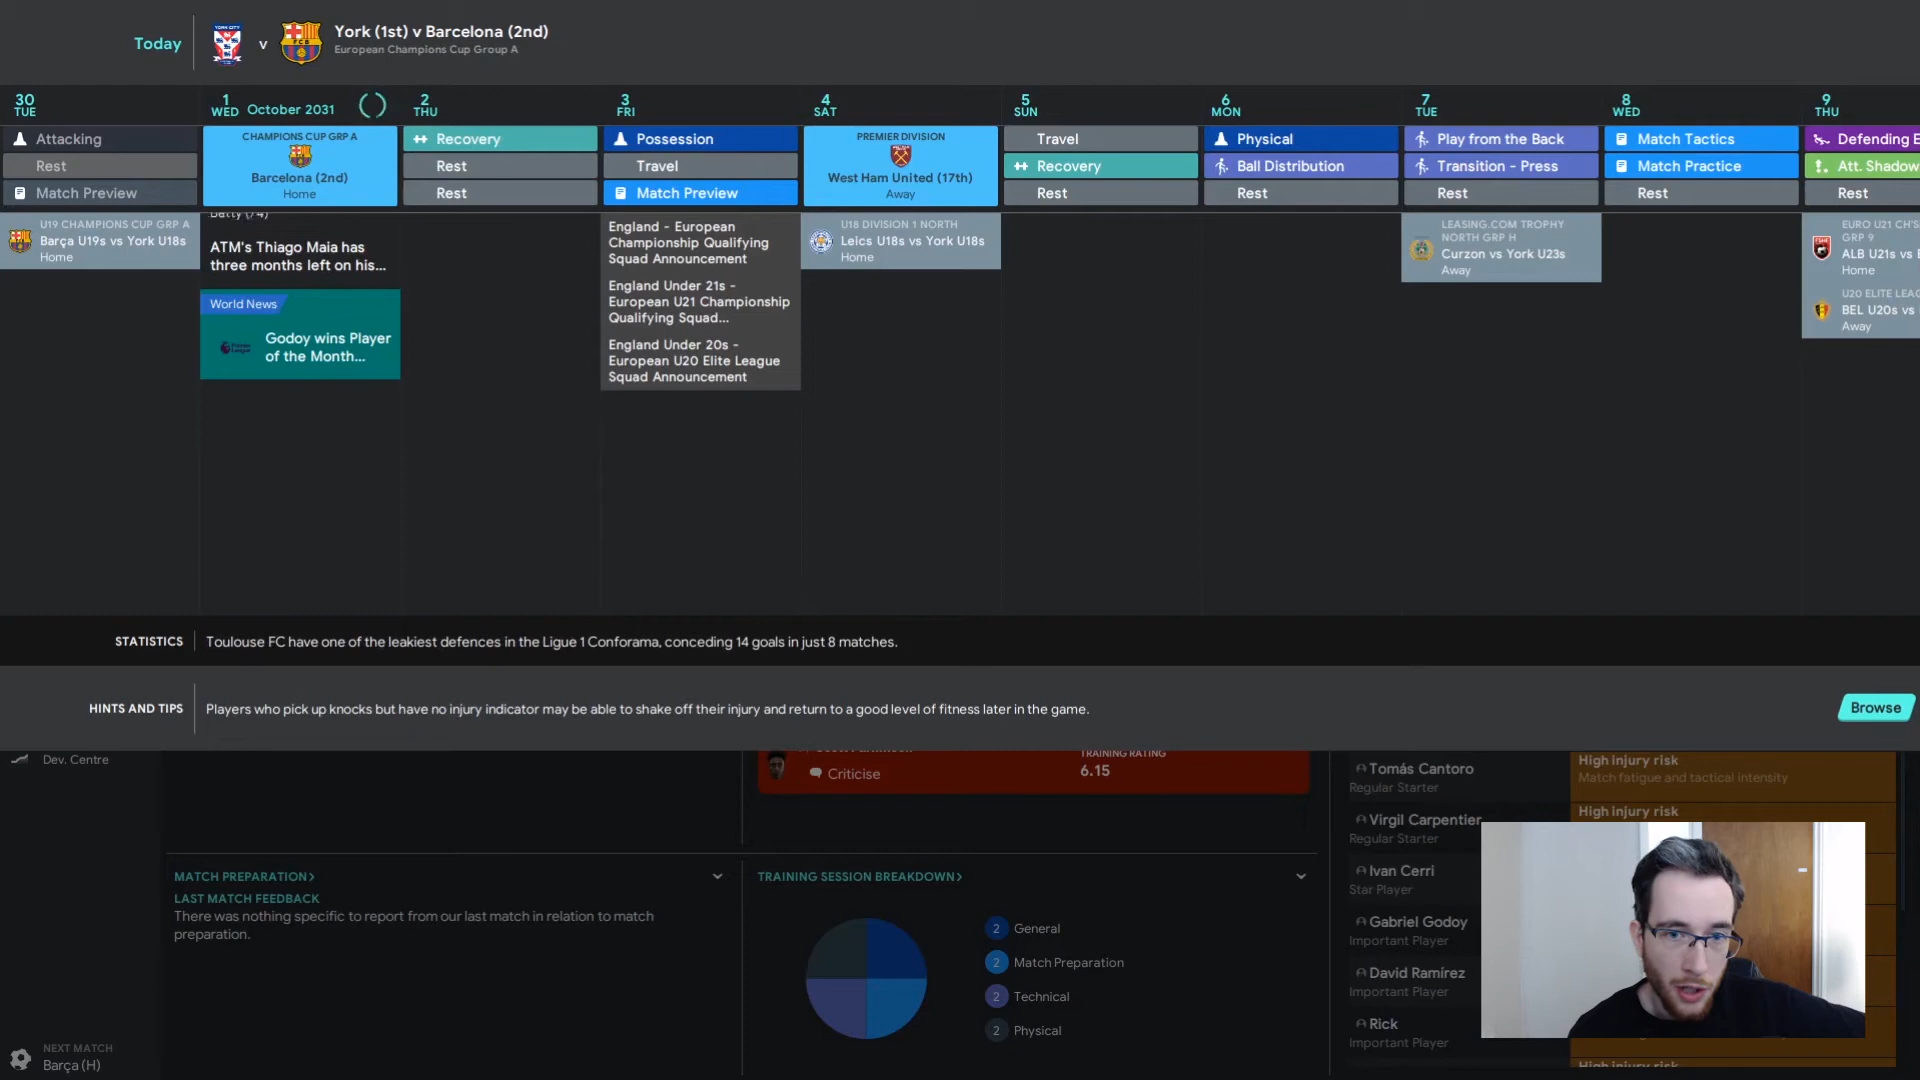 Today
v
York (1st) v Barcelona (2nd)
European Champions Cup Group A
30
TUE
1
WED October 2031
2
THU
3
FRI
4
SAT
5
SUN
6
MON
7
TUE
8
WED
9
THU
Attacking
Rest
Match Preview
CHAMPIONS CUP GRP A
Barcelona (2nd)
Home
Recovery
Rest
Rest
Possession
Travel
Match Preview
PREMIER DIVISION
West Ham United (17th)
Away
Travel
Recovery
Rest
Physical
Ball Distribution
Rest
Play from the Back
Transition - Press
Rest
Match Tactics
Match Practice
Rest
Defending E
Att. Shadow
Rest
U19 CHAMPIONS CUP GRP A
Barça U19s vs York U18s
Home
ATM's Thiago Maia has
three months left on his...
World News
Godoy wins Player
of the Month...
England - European
Championship Qualifying
Squad Announcement
England Under 21s -
European U21 Championship
Qualifying Squad...
England Under 20s -
European U20 Elite League
Squad Announcement
U18 DIVISION 1 NORTH
Leics U18s vs York U18s
Home
LEASING.COM TROPHY
NORTH GRP H
Curzon vs York U23s
Away
EURO U21 CH'S
GRP 9
ALB U21s vs E
Home
U20 ELITE LEAG
BEL U20s vs
Away
STATISTICS
Toulouse FC have one of the leakiest defences in the Ligue 1 Conforama, conceding 14 goals in just 8 matches.
HINTS AND TIPS
Players who pick up knocks but have no injury indicator may be able to shake off their injury and return to a good level of fitness later in the game.
Browse
Dev. Centre
Criticise
TRAINING RATING
6.15
MATCH PREPARATION>
LAST MATCH FEEDBACK
There was nothing specific to report from our last match in relation to match
preparation.
TRAINING SESSION BREAKDOWN>
2 General
2 Match Preparation
2 Technical
2 Physical
Tomás Cantoro
Regular Starter
High injury risk
Match fatigue and tactical intensity
Virgil Carpentier
Regular Starter
High injury risk
Ivan Cerri
Star Player
Gabriel Godoy
Important Player
David Ramírez
Important Player
Rick
Important Player
High injury risk
NEXT MATCH
Barça (H)